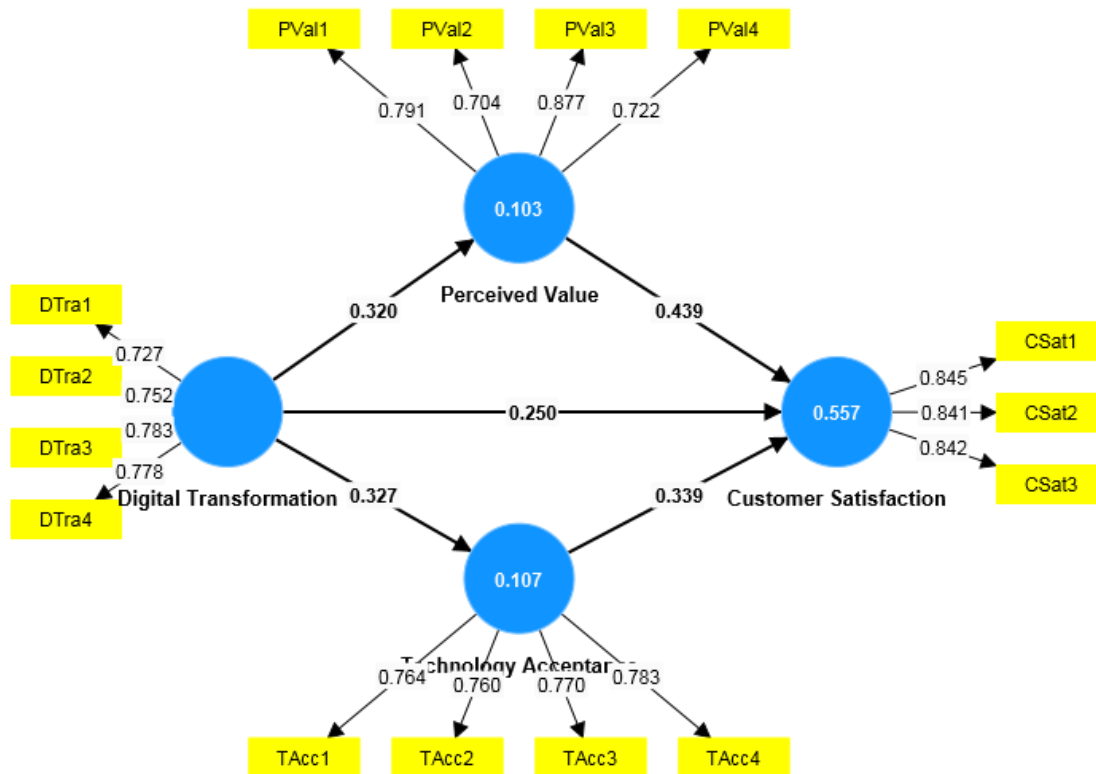 PVal1 PVal2 PVal3 PVal4
0.791 0.704 0.877 0.722
0.103
Perceived Value
0.320 0.439
DTra1
DTra2
DTra3
DTra4
0.727
0.752
0.783
0.778
Digital Transformation
0.250
0.557
Customer Satisfaction
0.845
0.841
0.842
CSat1
CSat2
CSat3
0.327 0.339
0.107
Technology Acceptance
0.764 0.760 0.770 0.783
TAcc1 TAcc2 TAcc3 TAcc4